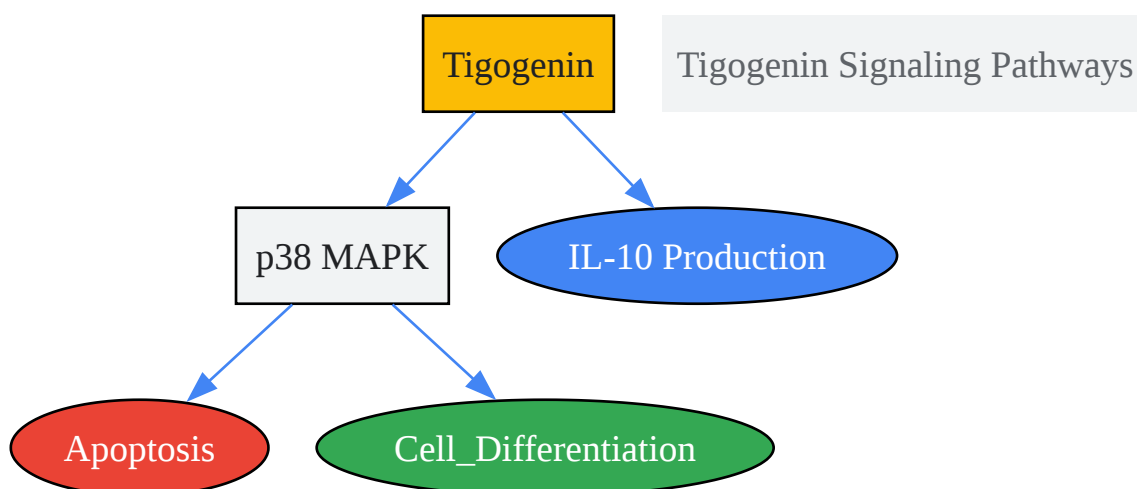 Tigogenin
Tigogenin Signaling Pathways
p38 MAPK
IL-10 Production
Apoptosis
Cell_Differentiation